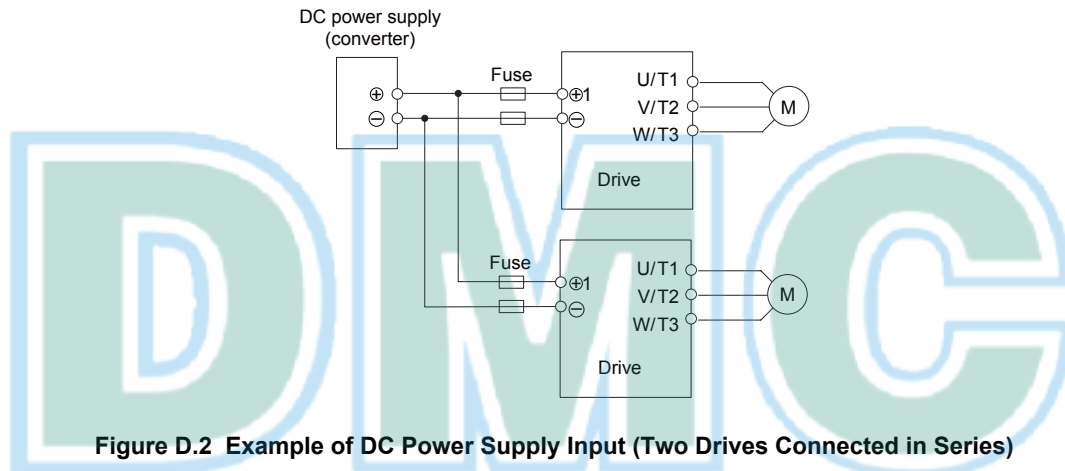 DC power supply
(converter)
Fuse
⊕
⊖
⊕1
⊖
U/T1
V/T2
W/T3
M
Drive
Fuse
⊕1
⊖
U/T1
V/T2
W/T3
M
Drive
DMC
Figure D.2 Example of DC Power Supply Input (Two Drives Connected in Series)